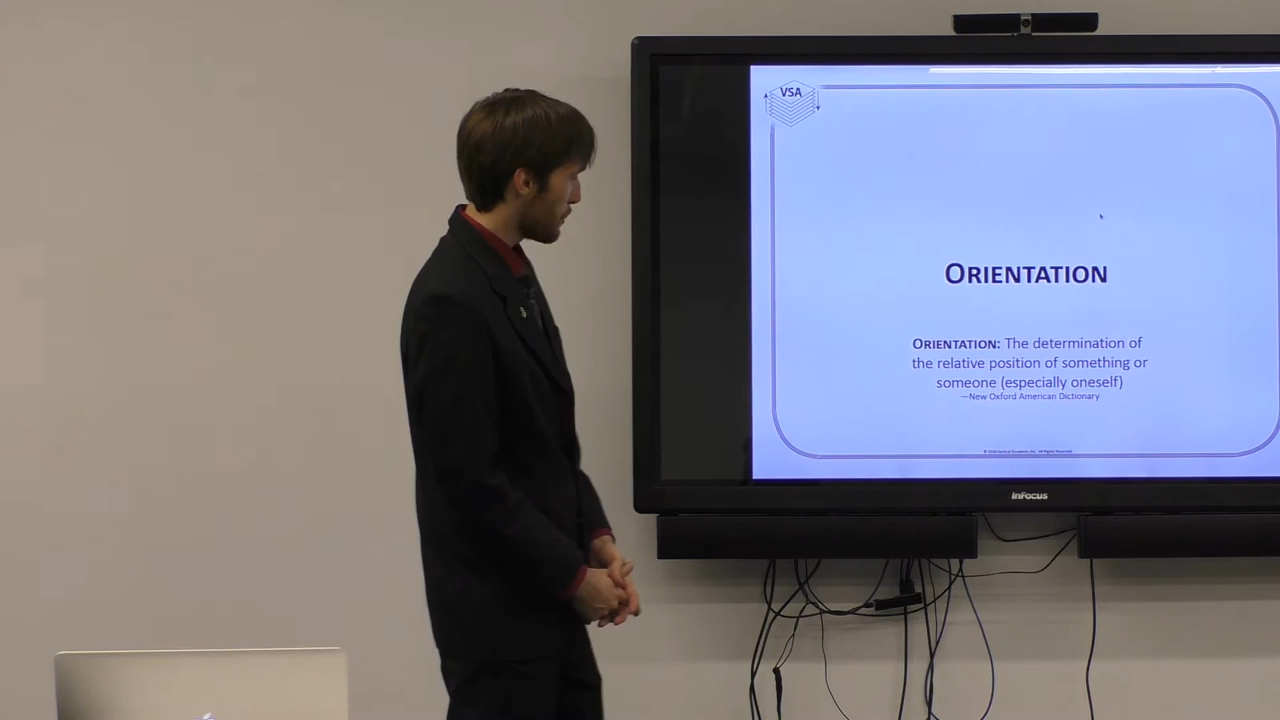 VSA
ORIENTATION
ORIENTATION: The determination of
the relative position of something or
someone (especially oneself)
—New Oxford American Dictionary
InFocus